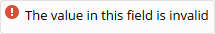 The value in this field is invalid